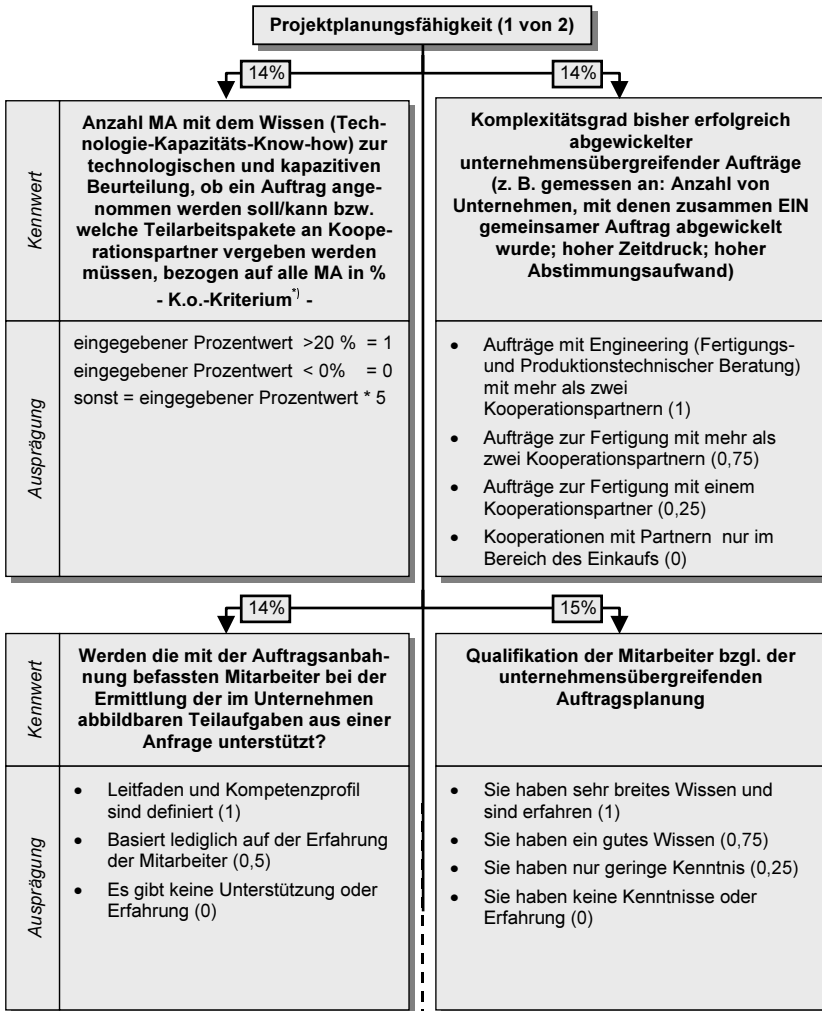 Projektplanungsfähigkeit (1 von 2)
14%
14%
Kennwert
Anzahl MA mit dem Wissen (Tech-
nologie-Kapazitäts-Know-how) zur
technologischen und kapazitiven
Beurteilung, ob ein Auftrag ange-
nommen werden soll/kann bzw.
welche Teilarbeitspakete an Koope-
rationspartner vergeben werden
müssen, bezogen auf alle MA in %
- K.o.-Kriterium*) -
Ausprägung
eingegebener Prozentwert >20 % = 1
eingegebener Prozentwert < 0% = 0
sonst = eingegebener Prozentwert * 5
Komplexitätsgrad bisher erfolgreich
abgewickelter
unternehmensübergreifender Aufträge
(z. B. gemessen an: Anzahl von
Unternehmen, mit denen zusammen EIN
gemeinsamer Auftrag abgewickelt
wurde; hoher Zeitdruck; hoher
Abstimmungsaufwand)
• Aufträge mit Engineering (Fertigungs-
und Produktionstechnischer Beratung)
mit mehr als zwei
Kooperationspartnern (1)
• Aufträge zur Fertigung mit mehr als
zwei Kooperationspartnern (0,75)
• Aufträge zur Fertigung mit einem
Kooperationspartner (0,25)
• Kooperationen mit Partnern nur im
Bereich des Einkaufs (0)
14%
15%
Kennwert
Werden die mit der Auftragsanbah-
nung befassten Mitarbeiter bei der
Ermittlung der im Unternehmen
abbildbaren Teilaufgaben aus einer
Anfrage unterstützt?
Ausprägung
• Leitfaden und Kompetenzprofil
sind definiert (1)
• Basiert lediglich auf der Erfahrung
der Mitarbeiter (0,5)
• Es gibt keine Unterstützung oder
Erfahrung (0)
Qualifikation der Mitarbeiter bzgl. der
unternehmensübergreifenden
Auftragsplanung
• Sie haben sehr breites Wissen und
sind erfahren (1)
• Sie haben ein gutes Wissen (0,75)
• Sie haben nur geringe Kenntnis (0,25)
• Sie haben keine Kenntnisse oder
Erfahrung (0)